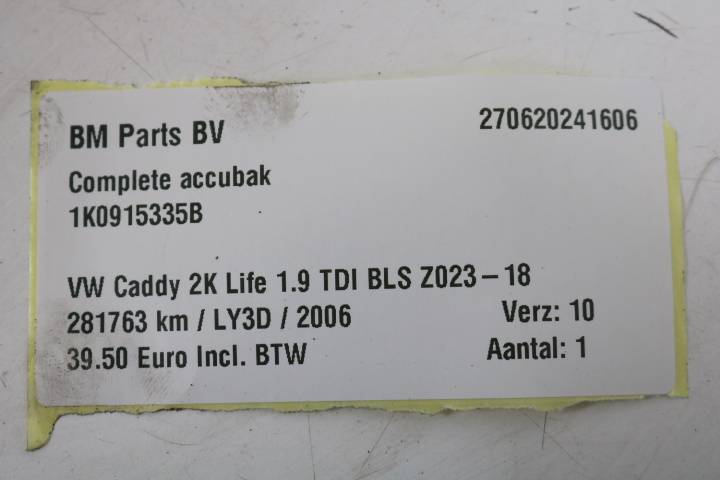 BM Parts BV 270620241606
Complete accubak
1K0915335B
VW Caddy 2K Life 1.9 TDI BLS Z023-18
281763 km / LY3D / 2006 Verz: 10
39.50 Euro Incl. BTW Aantal: 1